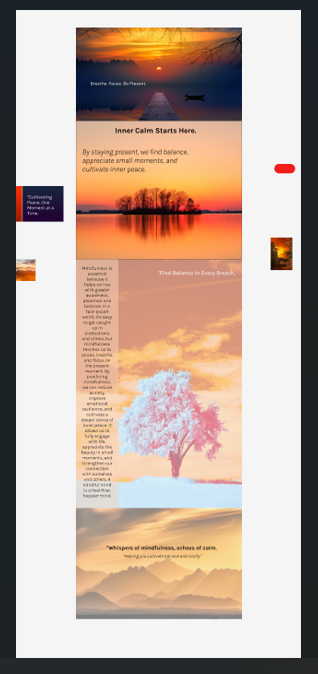 Breathe. Pause. Be Present.
Inner Calm Starts Here.
By staying present, we find balance,
appreciate small moments, and
cultivate inner peace.
"Cultivating
Peace, One
Moment at a
Time.
"Find Balance in Every Breath.
Mindfulness is
essential
because it
helps us live
with greater
awareness,
in a
fast-paced
world, it's easy
to get caught
up in
distractions
and stress, but
mindfulness
teaches us to
pause, breathe,
and focus on
the present
moment. By
practicing
mindfulness,
we can reduce
anxiety,
improve
emotional
resilience, and
cultivate a
deeper sense of
inner peace. It
allows us to
fully engage
with life,
appreciate the
beauty in small
moments, and
strengthen our
connection
with ourselves
and others. A
mindful mind
is a healthier,
happier mind.
"Whispers of mindfulness, echoes of calm.